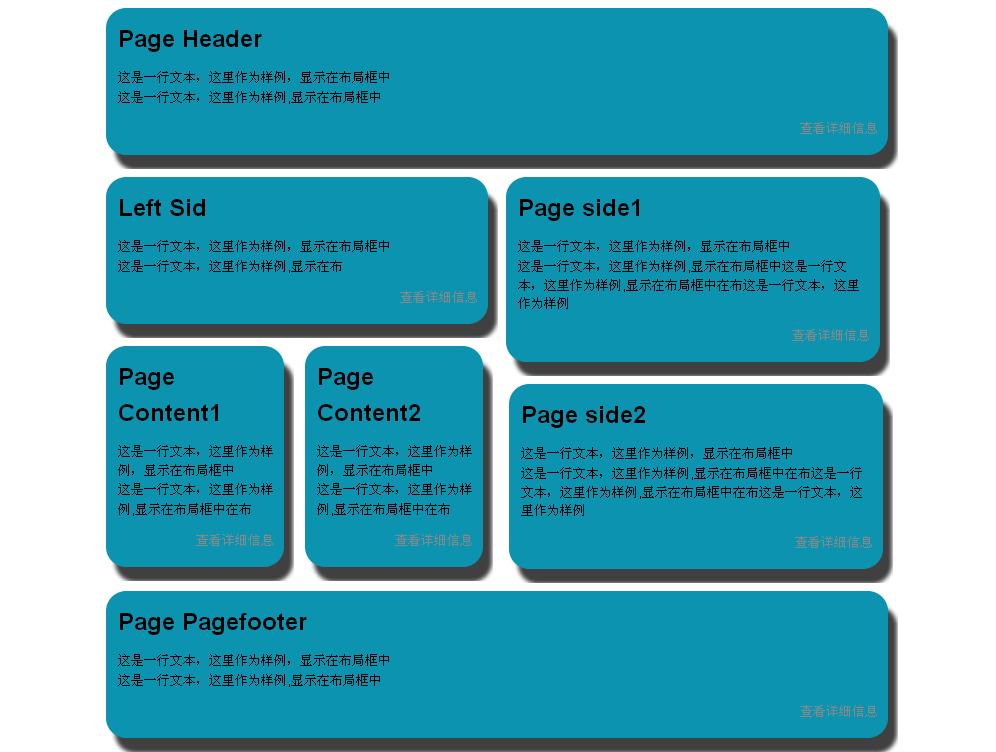 Page Header
这是一行文本，这里作为样例，显示在布局框中
这是一行文本，这里作为样例,显示在布局框中
查看详细信息
Left Sid
这是一行文本，这里作为样例，显示在布局框中
这是一行文本，这里作为样例,显示在布
查看详细信息
Page side1
这是一行文本，这里作为样例，显示在布局框中
这是一行文本，这里作为样例,显示在布局框中这是一行文
本，这里作为样例,显示在布局框中在布这是一行文本，这里
作为样例
查看详细信息
Page
Content1
这是一行文本，这里作为样
例，显示在布局框中
这是一行文本，这里作为样
例,显示在布局框中在布
查看详细信息
Page
Content2
这是一行文本，这里作为样
例，显示在布局框中
这是一行文本，这里作为样
例,显示在布局框中在布
查看详细信息
Page side2
这是一行文本，这里作为样例，显示在布局框中
这是一行文本，这里作为样例,显示在布局框中在布这是一行
文本，这里作为样例,显示在布局框中在布这是一行文本，这
里作为样例
查看详细信息
Page Pagefooter
这是一行文本，这里作为样例，显示在布局框中
这是一行文本，这里作为样例,显示在布局框中
查看详细信息